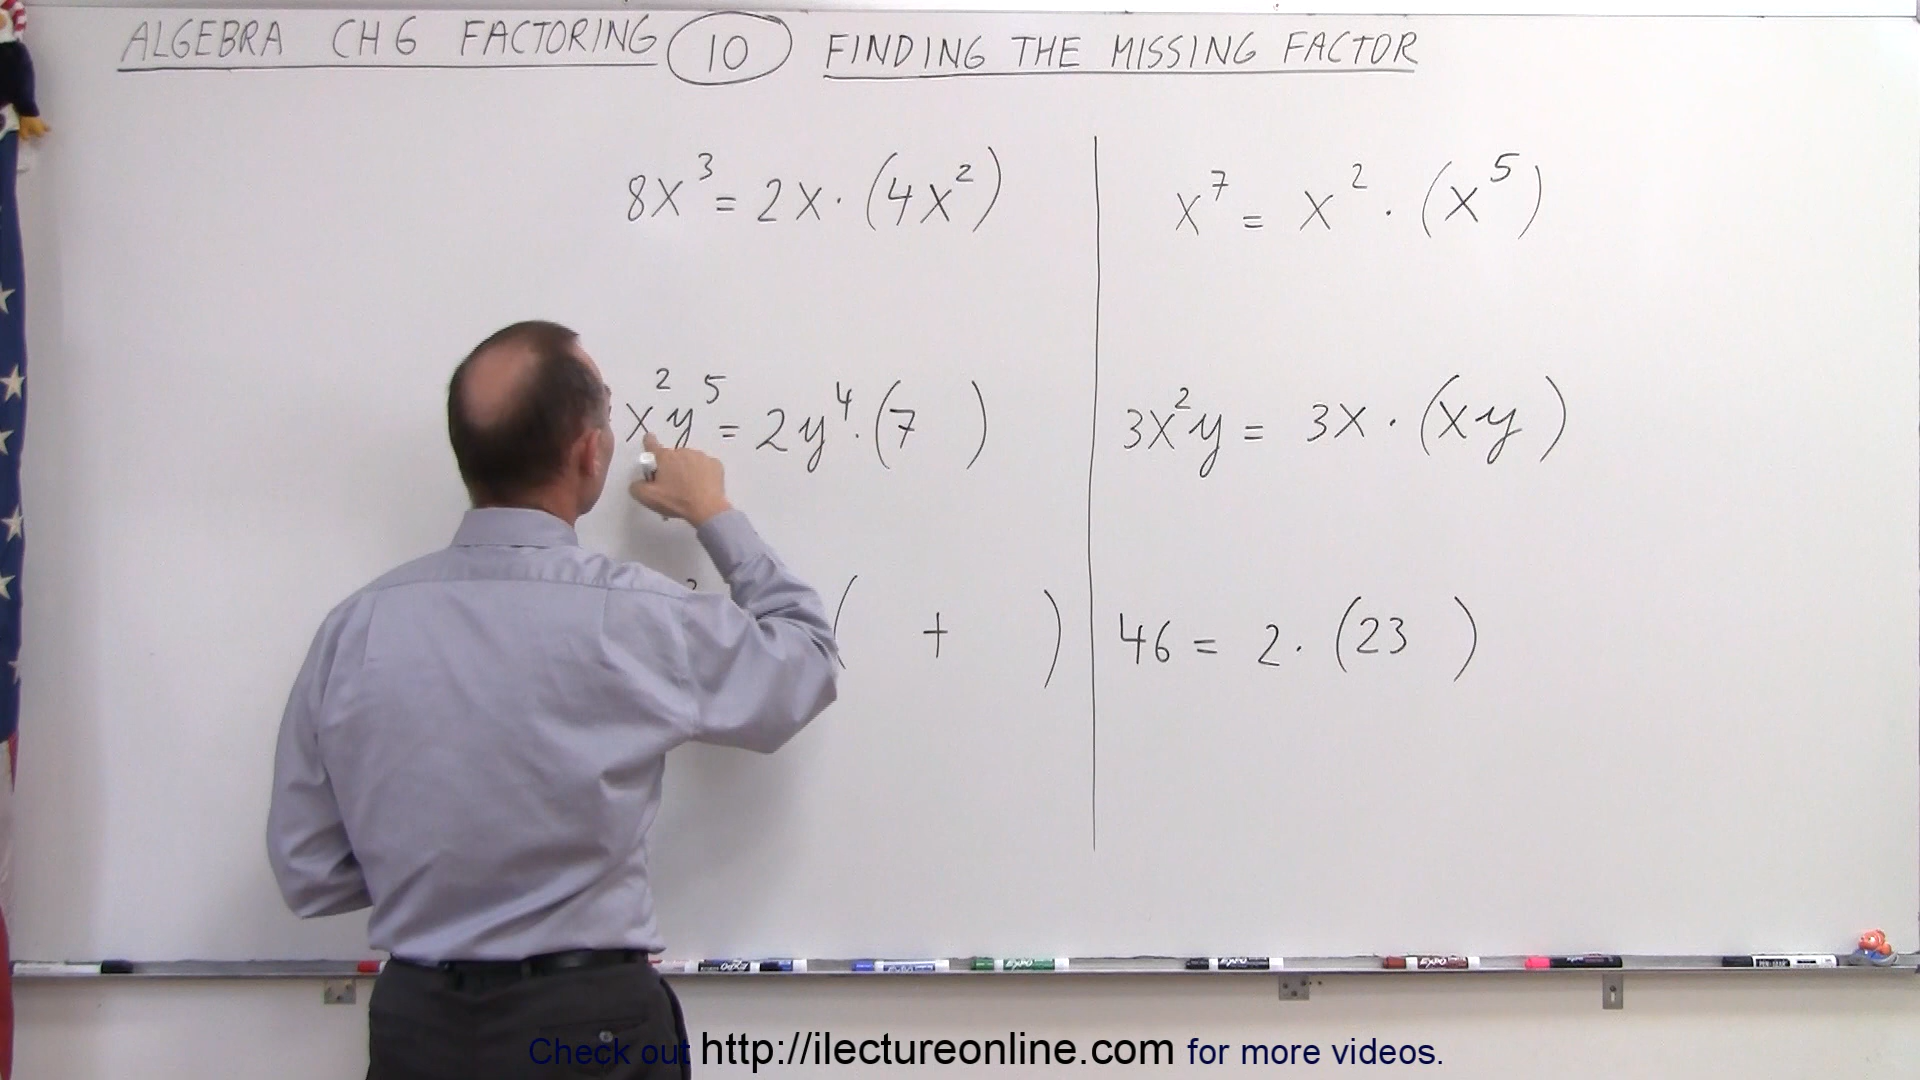 ALGEBRA CH 6 FACTORING 10 FINDING THE MISSING FACTOR
8x³ = 2x · (4x²)
x⁷ = x² · (x⁵)
x²y⁵ = 2y⁴ · (7 )
3x²y = 3x · (xy )
( + )
46 = 2 · (23 )
Check out http://ilectureonline.com for more videos.